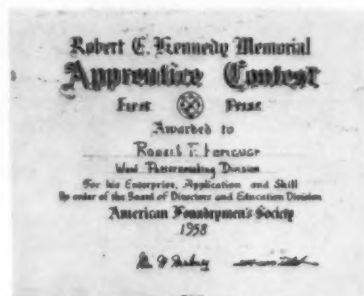 Robert E. Kennedy Memorial
Apprentice Contest
First Prize
Awarded to
Robert F.
Wood Patternmaking Division
For his Enterprise, Application and Skill
By order of the Board of Directors and Education Division
American Foundrymen's Society
1958